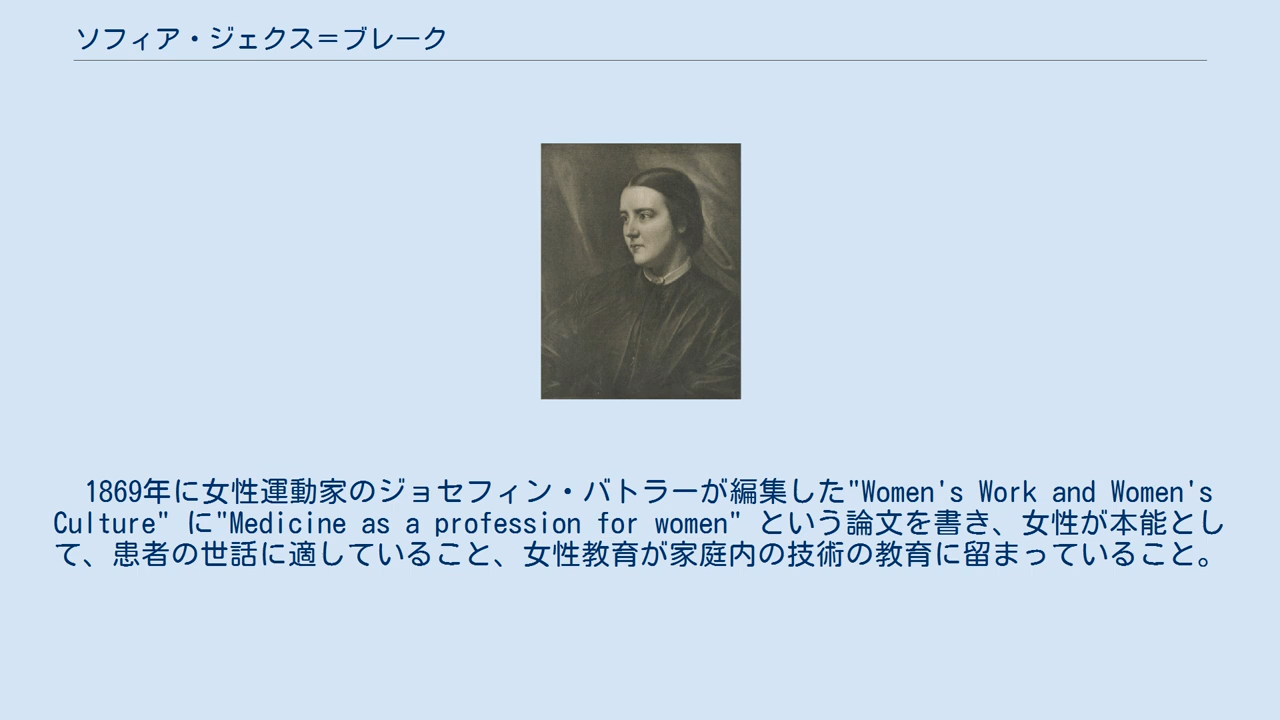 ソフィア・ジェクス＝ブレーク
1869年に女性運動家のジョセフィン・バトラーが編集した"Women's Work and Women's
Culture" に"Medicine as a profession for women" という論文を書き、女性が本能とし
て、患者の世話に適していること、女性教育が家庭内の技術の教育に留まっていること。